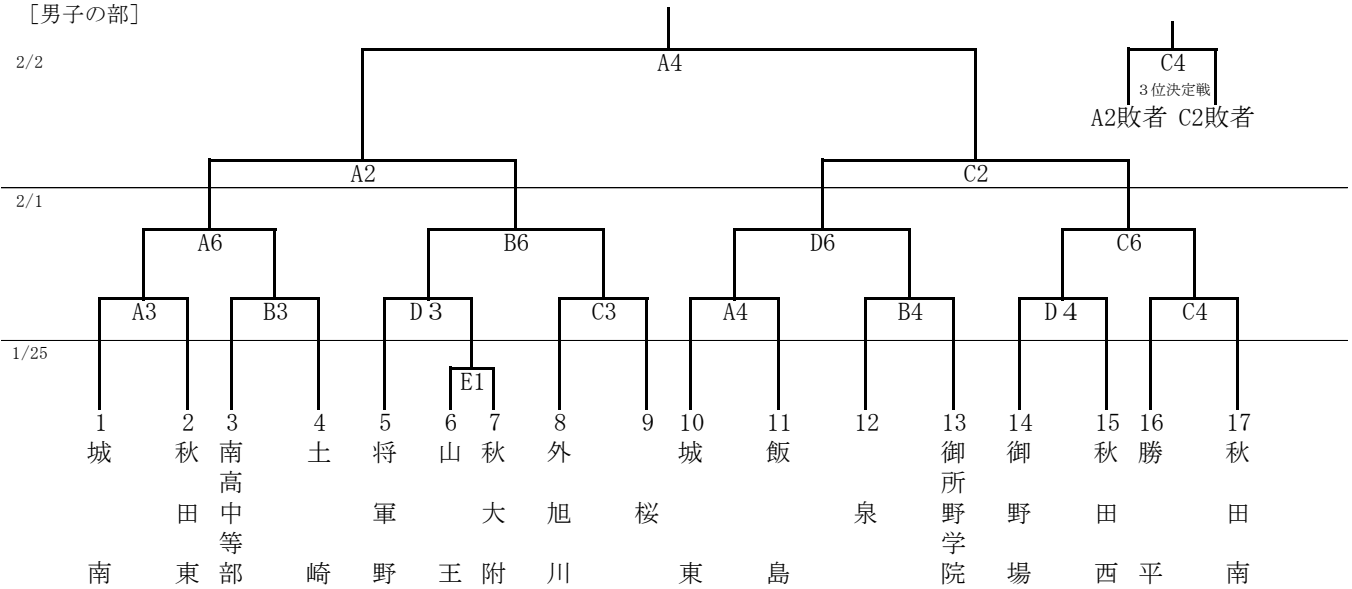 ［男子の部］
2/2
A4
C4
３位決定戦
A2敗者 C2敗者
A2
C2
2/1
A6
B6
D6
C6
A3
B3
D３
C3
A4
B4
D４
C4
1/25
E1
1 2 3 4 5 6 7 8 9 10 11 12 13 14 15 16 17
城南
秋田東
南高中等部
土崎
将軍野
山王
秋大附
外旭川
桜
城東
飯島
泉
御所野学院
御野場
秋田西
勝平
秋田南